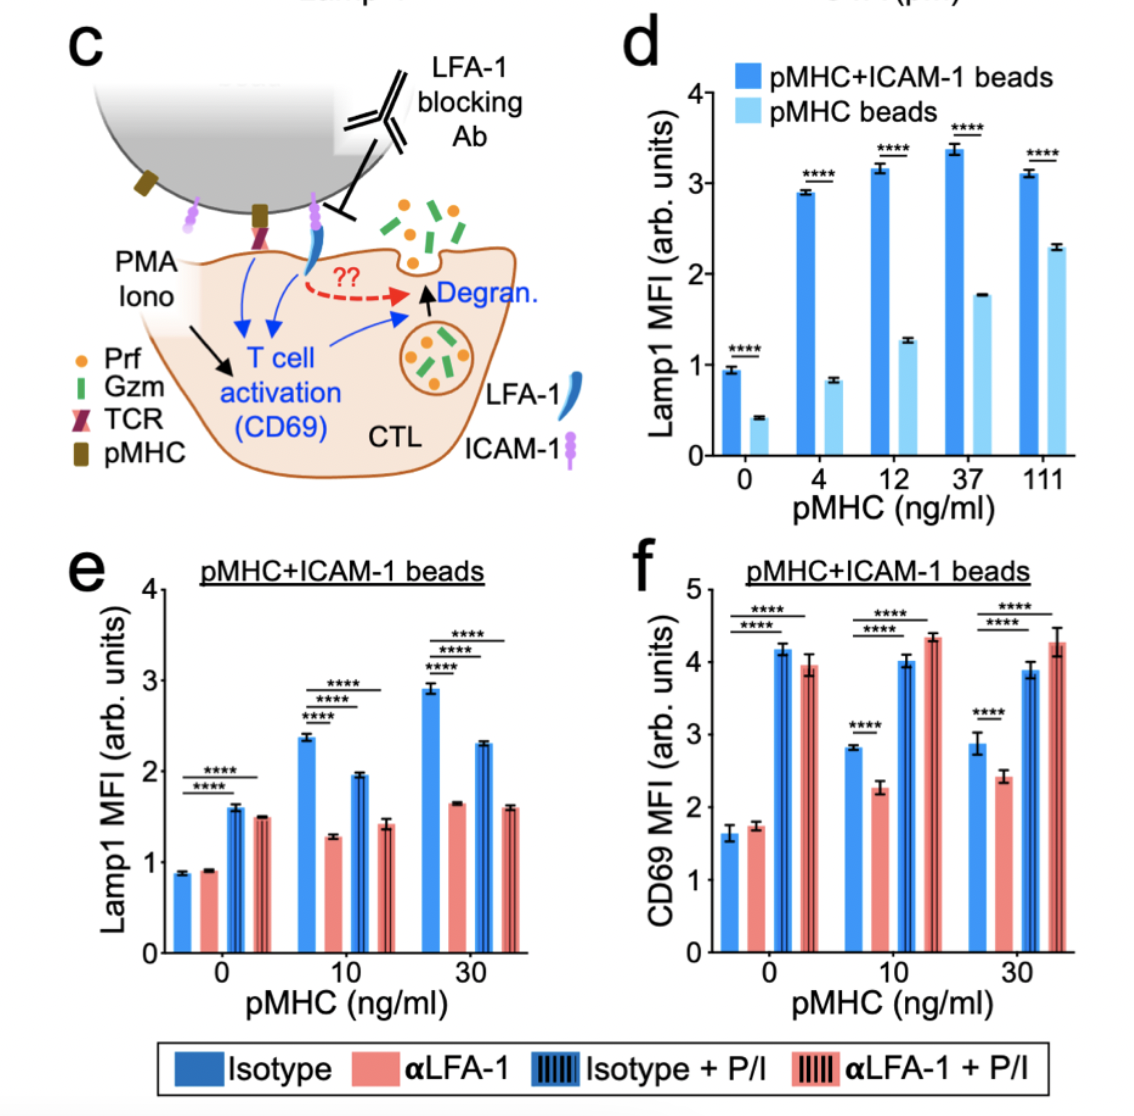 c
LFA-1
blocking
Ab
PMA
Iono
??
Degran.
T cell
activation
(CD69)
CTL
Prf
Gzm
TCR
pMHC
LFA-1
ICAM-1
d
pMHC+ICAM-1 beads
pMHC beads
Lamp1 MFI (arb. units)
4
3
2
1
0
****
****
****
****
****
0 4 12 37 111
pMHC (ng/ml)
e
pMHC+ICAM-1 beads
Lamp1 MFI (arb. units)
4
3
2
1
0
****
****
****
****
****
****
****
****
0 10 30
pMHC (ng/ml)
f
pMHC+ICAM-1 beads
CD69 MFI (arb. units)
5
4
3
2
1
0
****
****
****
****
****
****
****
****
0 10 30
pMHC (ng/ml)
Isotype αLFA-1 Isotype + P/I αLFA-1 + P/I